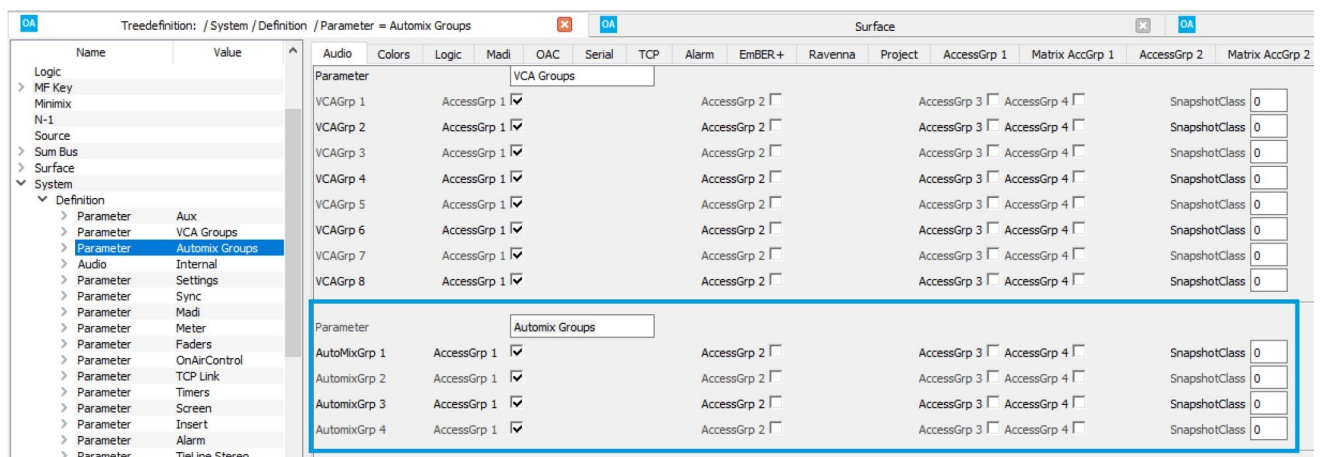 OA Treedefinition: / System / Definition / Parameter = Automix Groups OA Surface OA
Name Value
Logic
MF Key
Minimix
N-1
Source
Sum Bus
Surface
System
Definition
Parameter Aux
Parameter VCA Groups
Parameter Automix Groups
Audio Internal
Parameter Settings
Parameter Sync
Parameter Madi
Parameter Meter
Parameter Faders
Parameter OnAirControl
Parameter TCP Link
Parameter Timers
Parameter Screen
Parameter Insert
Parameter Alarm
Parameter TieLine Stereo
Audio Colors Logic Madi OAC Serial TCP Alarm EmBER+ Ravenna Project AccessGrp 1 Matrix AccGrp 1 AccessGrp 2 Matrix AccGrp 2
Parameter VCA Groups
VCAGrp 1 AccessGrp 1 AccessGrp 2 AccessGrp 3 AccessGrp 4 SnapshotClass 0
VCAGrp 2 AccessGrp 1 AccessGrp 2 AccessGrp 3 AccessGrp 4 SnapshotClass 0
VCAGrp 3 AccessGrp 1 AccessGrp 2 AccessGrp 3 AccessGrp 4 SnapshotClass 0
VCAGrp 4 AccessGrp 1 AccessGrp 2 AccessGrp 3 AccessGrp 4 SnapshotClass 0
VCAGrp 5 AccessGrp 1 AccessGrp 2 AccessGrp 3 AccessGrp 4 SnapshotClass 0
VCAGrp 6 AccessGrp 1 AccessGrp 2 AccessGrp 3 AccessGrp 4 SnapshotClass 0
VCAGrp 7 AccessGrp 1 AccessGrp 2 AccessGrp 3 AccessGrp 4 SnapshotClass 0
VCAGrp 8 AccessGrp 1 AccessGrp 2 AccessGrp 3 AccessGrp 4 SnapshotClass 0
Parameter Automix Groups
AutoMixGrp 1 AccessGrp 1 AccessGrp 2 AccessGrp 3 AccessGrp 4 SnapshotClass 0
AutomixGrp 2 AccessGrp 1 AccessGrp 2 AccessGrp 3 AccessGrp 4 SnapshotClass 0
AutomixGrp 3 AccessGrp 1 AccessGrp 2 AccessGrp 3 AccessGrp 4 SnapshotClass 0
AutomixGrp 4 AccessGrp 1 AccessGrp 2 AccessGrp 3 AccessGrp 4 SnapshotClass 0